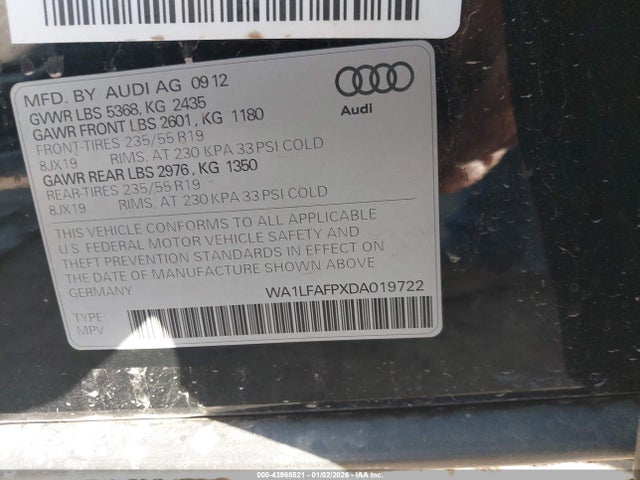 MFD. BY AUDI AG 0912
GVWR LBS 5368, KG 2435
GAWR FRONT LBS 2601, KG 1180
FRONT-TIRES 235/55 R19
8JX19 RIMS, AT 230 KPA 33 PSI COLD
GAWR REAR LBS 2976, KG 1350
REAR-TIRES 235/55 R19
8JX19 RIMS, AT 230 KPA 33 PSI COLD
Audi
THIS VEHICLE CONFORMS TO ALL APPLICABLE
U.S. FEDERAL MOTOR VEHICLE SAFETY AND
THEFT PREVENTION STANDARDS IN EFFECT ON
THE DATE OF MANUFACTURE SHOWN ABOVE.
GERMANY
WA1LFAFPXDA019722
TYPE
MPV
© 00-43968521 | 01/02/2026 - IAA, Inc.